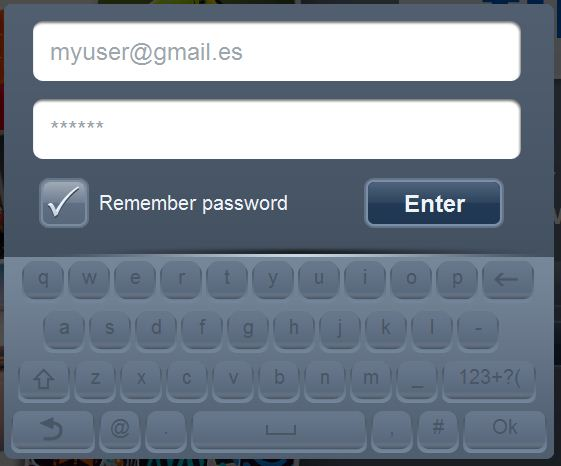 myuser@gmail.es
******
Remember password
Enter
q w e r t y u i o p
a s d f g h j k l -
z x c v b n m _ 123+?(
@ . , # Ok